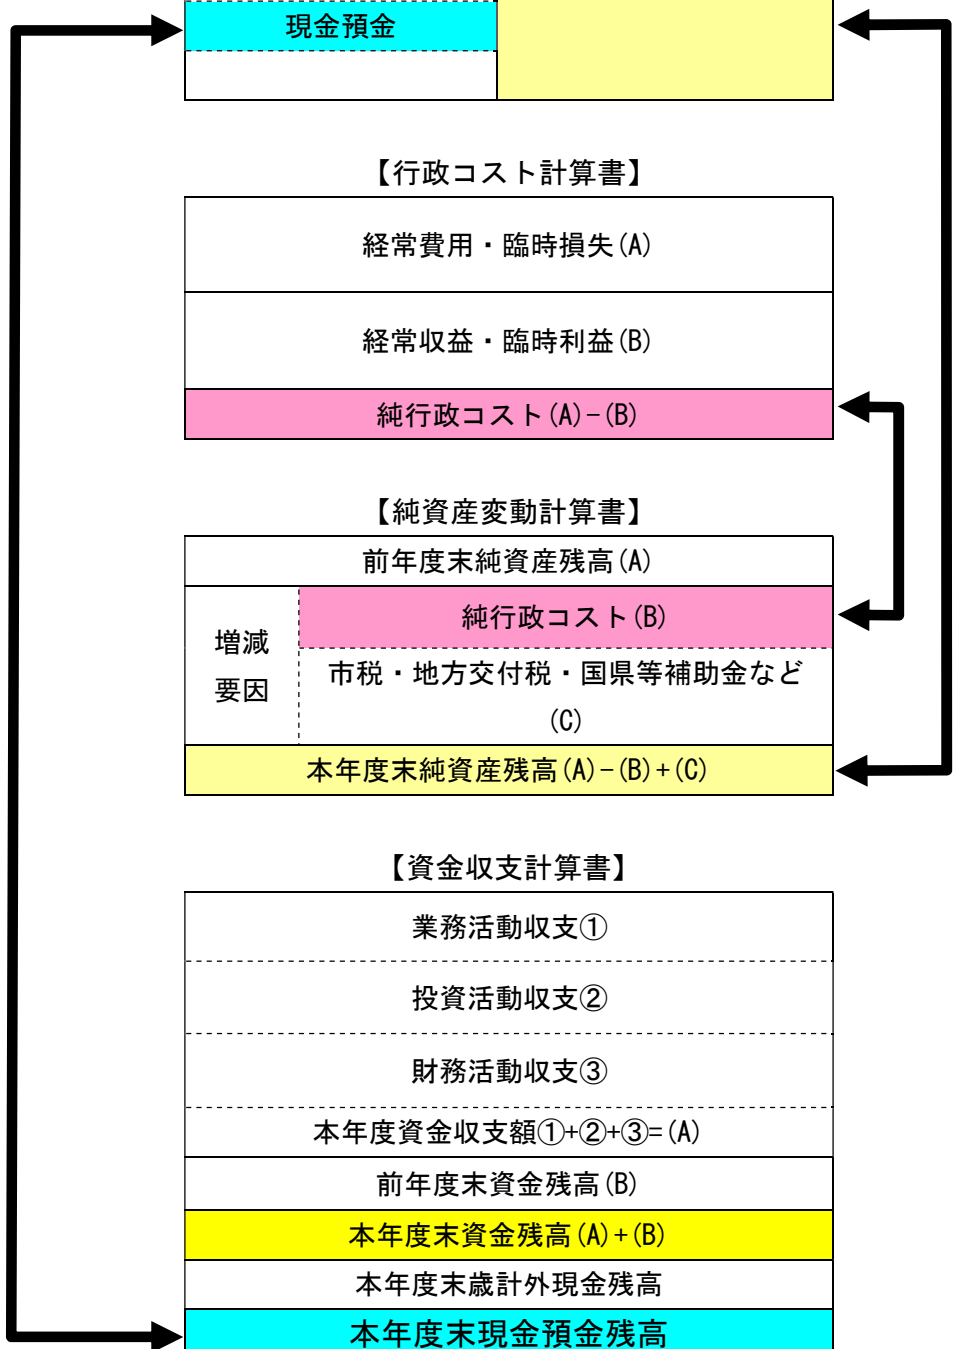 現金預金
【行政コスト計算書】
経常費用・臨時損失(A)
経常収益・臨時利益(B)
純行政コスト(A)-(B)
【純資産変動計算書】
前年度末純資産残高(A)
増減
要因
純行政コスト(B)
市税・地方交付税・国県等補助金など
(C)
本年度末純資産残高(A)-(B)+(C)
【資金収支計算書】
業務活動収支①
投資活動収支②
財務活動収支③
本年度資金収支額①+②+③=(A)
前年度末資金残高(B)
本年度末資金残高(A)+(B)
本年度末歳計外現金残高
本年度末現金預金残高